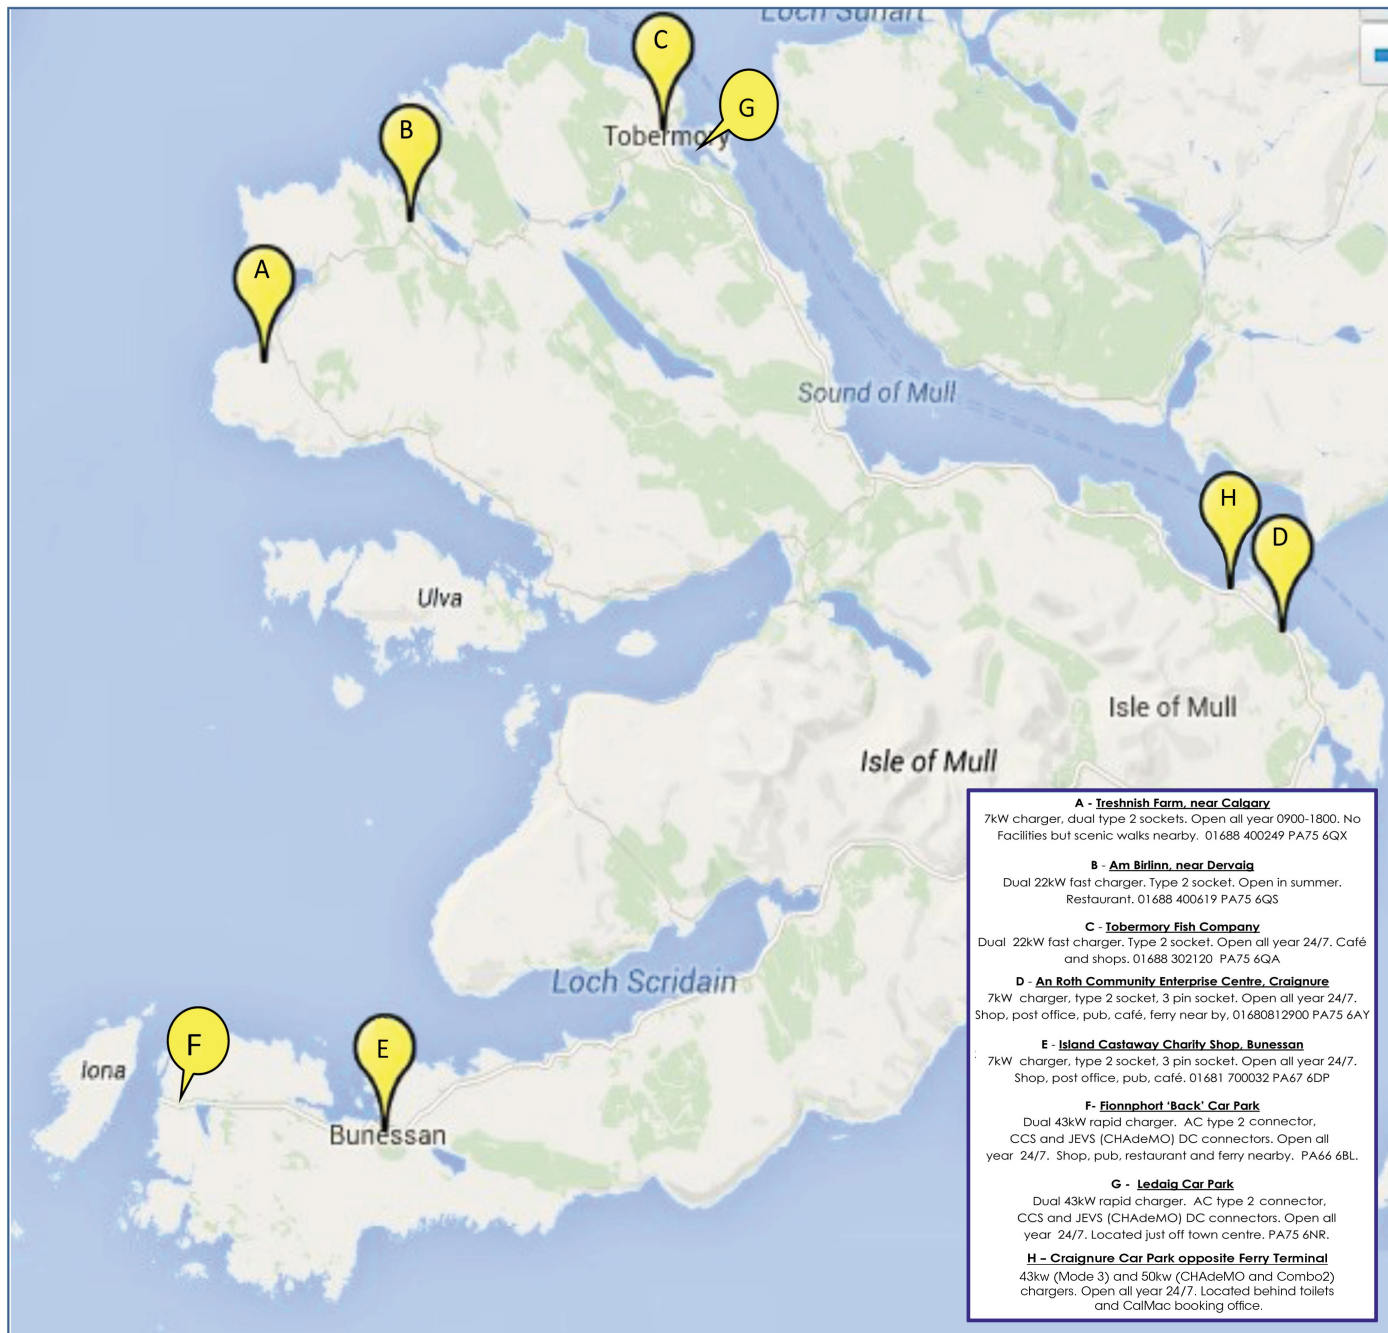 Loch Sunart
C
G
Tobermory
B
A
Sound of Mull
H
D
Ulva
Isle of Mull
Isle of Mull
Loch Scridain
F
Iona
E
Bunessan
A - Treshnish Farm, near Calgary
7kW charger, dual type 2 sockets. Open all year 0900-1800. No
Facilities but scenic walks nearby. 01688 400249 PA75 6QX
B - Am Birlinn, near Dervaig
Dual 22kW fast charger. Type 2 socket. Open in summer.
Restaurant. 01688 400619 PA75 6QS
C - Tobermory Fish Company
Dual 22kW fast charger. Type 2 socket. Open all year 24/7. Café
and shops. 01688 302120 PA75 6QA
D - An Roth Community Enterprise Centre, Craignure
7kW charger, type 2 socket, 3 pin socket. Open all year 24/7.
Shop, post office, pub, café, ferry near by, 01680812900 PA75 6AY
E - Island Castaway Charity Shop, Bunessan
7kW charger, type 2 socket, 3 pin socket. Open all year 24/7.
Shop, post office, pub, café. 01681 700032 PA67 6DP
F- Fionnphort ‘Back’ Car Park
Dual 43kW rapid charger. AC type 2 connector,
CCS and JEVS (CHAdeMO) DC connectors. Open all
year 24/7. Shop, pub, restaurant and ferry nearby. PA66 6BL.
G - Ledaig Car Park
Dual 43kW rapid charger. AC type 2 connector,
CCS and JEVS (CHAdeMO) DC connectors. Open all
year 24/7. Located just off town centre. PA75 6NR.
H – Craignure Car Park opposite Ferry Terminal
43kw (Mode 3) and 50kw (CHAdeMO and Combo2)
chargers. Open all year 24/7. Located behind toilets
and CalMac booking office.